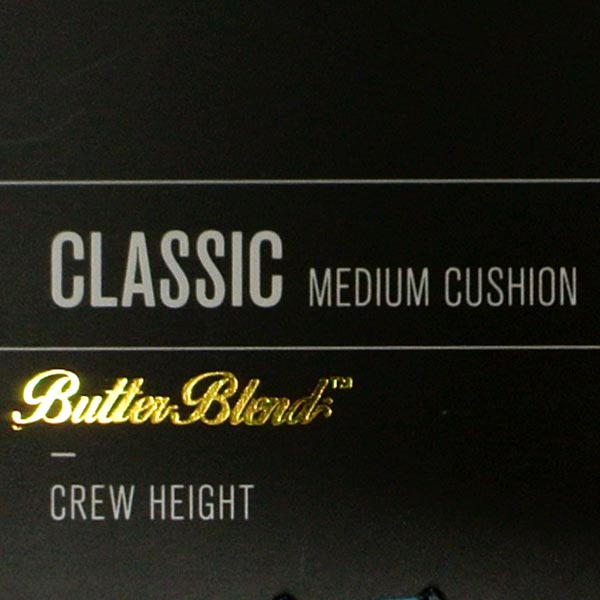 CLASSIC MEDIUM CUSHION
Butter Blend™
CREW HEIGHT